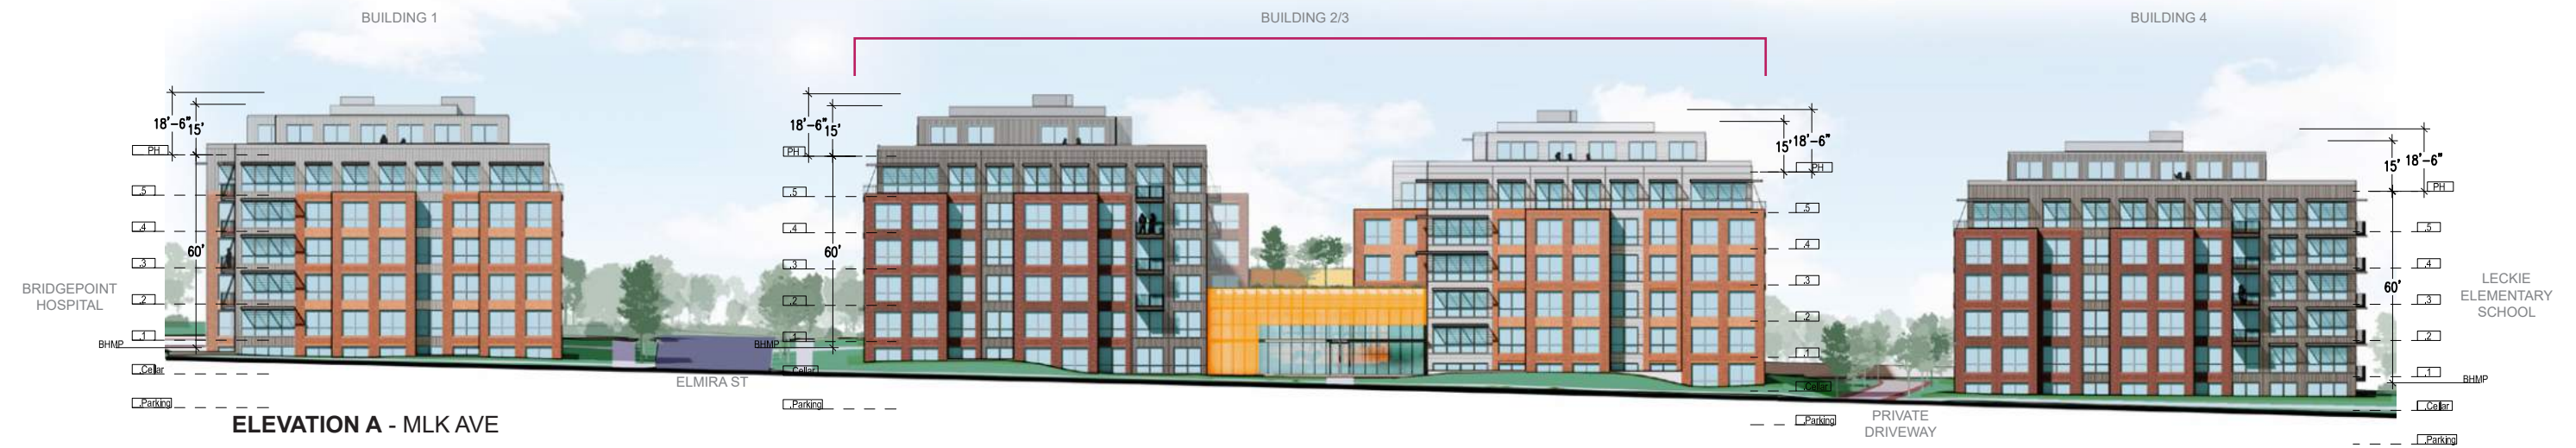 BUILDING 1
BUILDING 2/3
BUILDING 4
18'-6"
15'
PH
.5
.4
60'
.3
.2
.1
BHMP
.Cellar
.Parking
BRIDGEPOINT
HOSPITAL
ELMIRA ST
18'-6"
15'
PH
.5
.4
60'
.3
.2
.1
BHMP
.Cellar
.Parking
15'
18'-6"
PH
.5
.4
.3
.2
.1
.Cellar
.Parking
PRIVATE
DRIVEWAY
15'
18'-6"
PH
.5
.4
60'
.3
.2
.1
BHMP
.Cellar
.Parking
LECKIE
ELEMENTARY
SCHOOL
ELEVATION A - MLK AVE